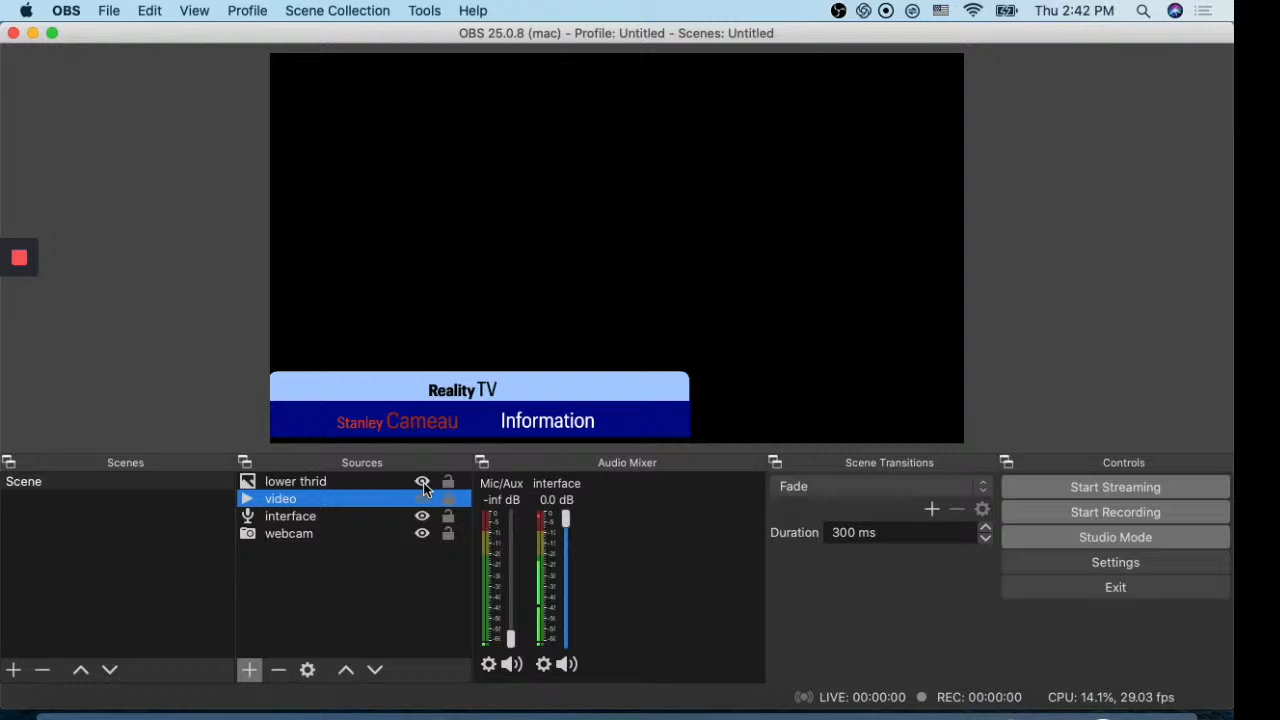 OBS File Edit View Profile Scene Collection Tools Help Thu 2:42 PM
OBS 25.0.8 (mac) - Profile: Untitled - Scenes: Untitled
Reality TV
Stanley Cameau Information
Scenes Sources Audio Mixer Scene Transitions Controls
Scene
lower thrid
video
interface
webcam
Mic/Aux interface
-inf dB 0.0 dB
Fade
Duration 300 ms
Start Streaming
Start Recording
Studio Mode
Settings
Exit
LIVE: 00:00:00 REC: 00:00:00 CPU: 14.1%, 29.03 fps